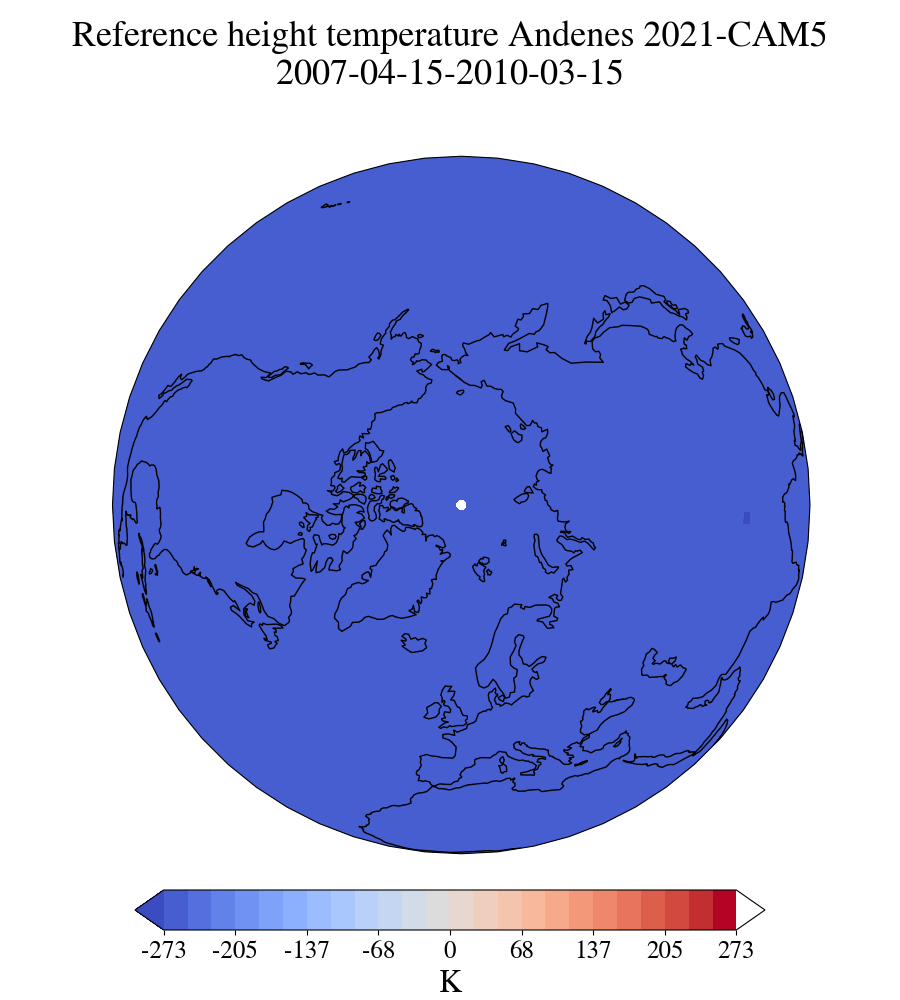 Reference height temperature Andenes 2021-CAM5
2007-04-15-2010-03-15
-273 -205 -137 -68 0 68 137 205 273
K